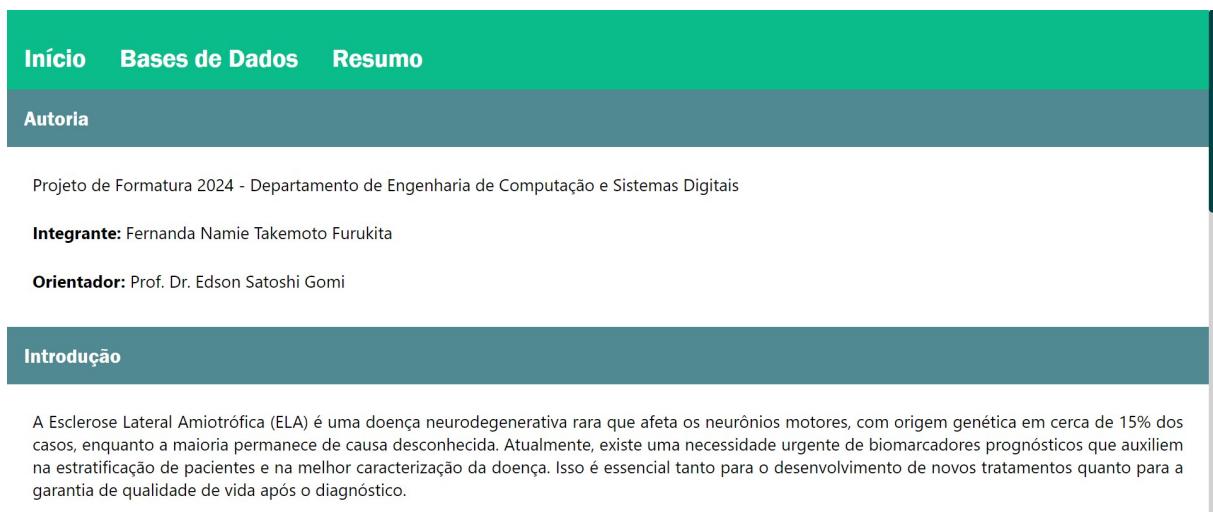 Início Bases de Dados Resumo
Autoria
Projeto de Formatura 2024 - Departamento de Engenharia de Computação e Sistemas Digitais
Integrante: Fernanda Namie Takemoto Furukita
Orientador: Prof. Dr. Edson Satoshi Gomi
Introdução
A Esclerose Lateral Amiotrófica (ELA) é uma doença neurodegenerativa rara que afeta os neurônios motores, com origem genética em cerca de 15% dos
casos, enquanto a maioria permanece de causa desconhecida. Atualmente, existe uma necessidade urgente de biomarcadores prognósticos que auxiliem
na estratificação de pacientes e na melhor caracterização da doença. Isso é essencial tanto para o desenvolvimento de novos tratamentos quanto para a
garantia de qualidade de vida após o diagnóstico.